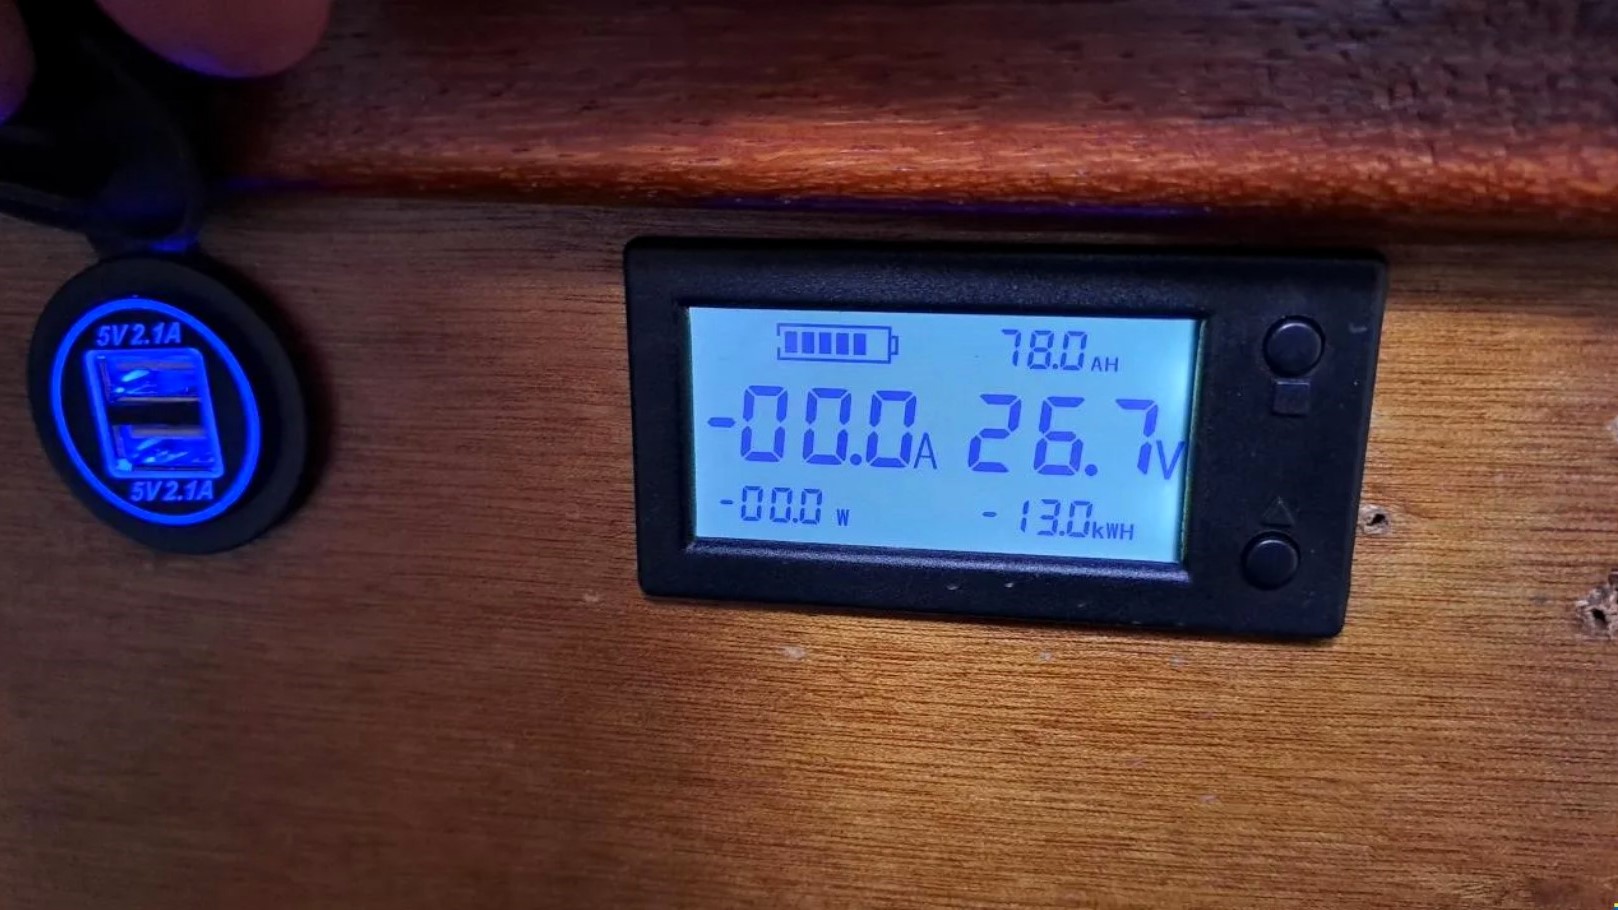 5V 2.1A
5V 2.1A
78.0AH
-00.0A 26.7V
-00.0 W -13.0kWH